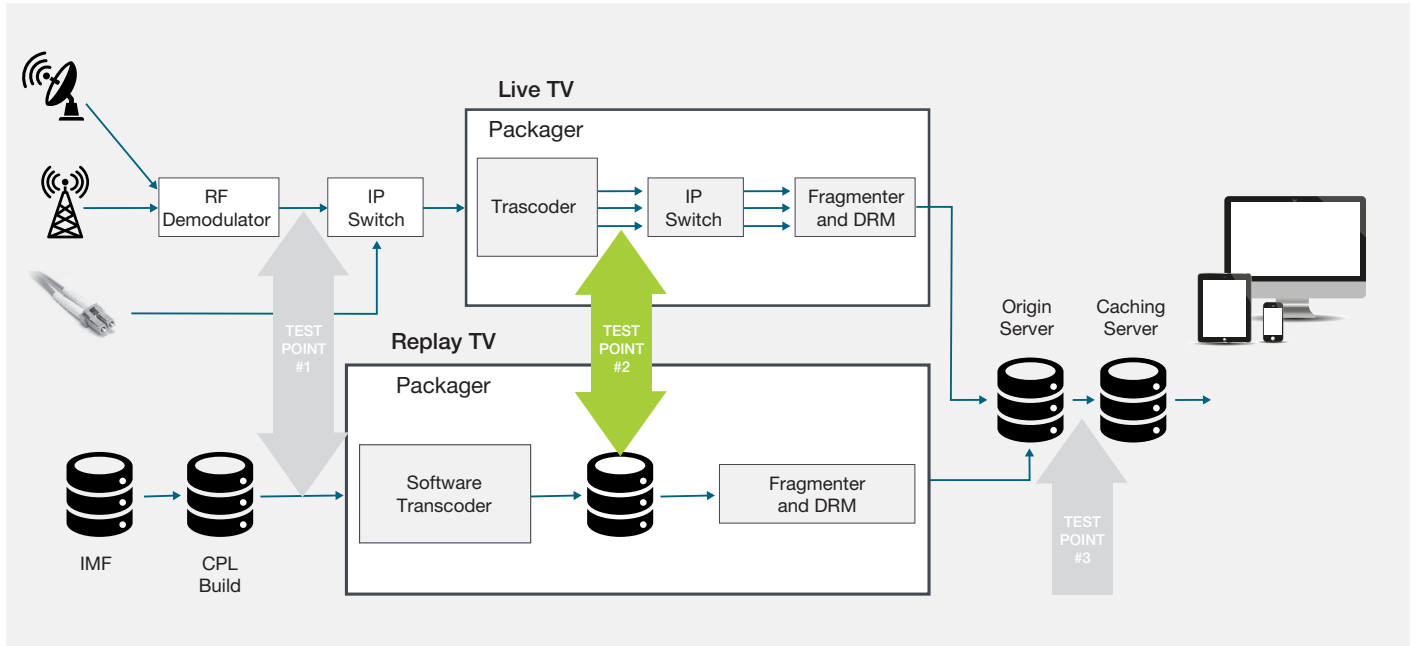 Live TV
Packager
Trascoder
IP
Switch
Fragmenter
and DRM
RF
Demodulator
IP
Switch
TEST
POINT
#1
TEST
POINT
#2
Replay TV
Packager
Software
Transcoder
Fragmenter
and DRM
IMF
CPL
Build
Origin
Server
Caching
Server
TEST
POINT
#3